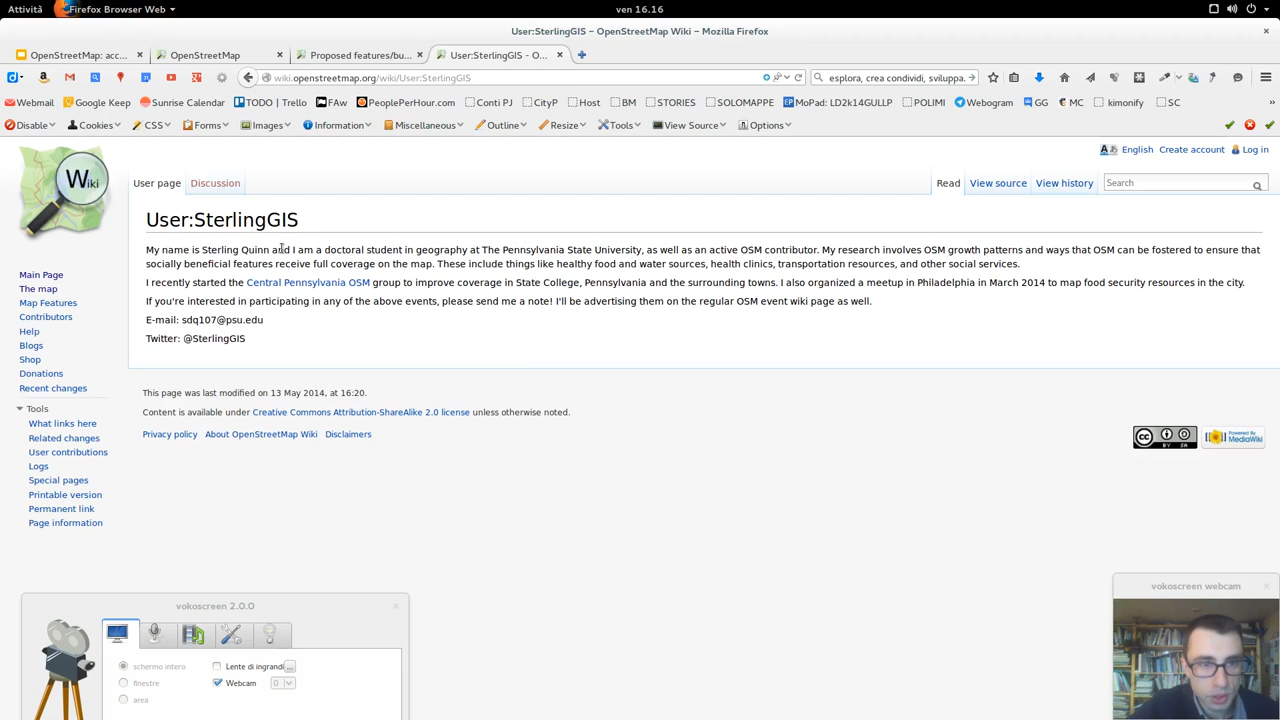 Attività Firefox Browser Web ven 16.16
User:SterlingGIS – OpenStreetMap Wiki – Mozilla Firefox
OpenStreetMap: acc... OpenStreetMap Proposed features/bu... User:SterlingGIS - O...
wiki.openstreetmap.org/wiki/User:SterlingGIS esplora, crea condividi, sviluppa.
Webmail Google Keep Sunrise Calendar TODO | Trello FAw PeoplePerHour.com Conti PJ CityP Host BM STORIES SOLOMAPPE MoPad: LD2k14GULLP POLIMI Webogram GG MC kimonify SC
Disable Cookies CSS Forms Images Information Miscellaneous Outline Resize Tools View Source Options
English Create account Log in
Wiki
User page Discussion Read View source View history Search
User:SterlingGIS
My name is Sterling Quinn and I am a doctoral student in geography at The Pennsylvania State University, as well as an active OSM contributor. My research involves OSM growth patterns and ways that OSM can be fostered to ensure that
socially beneficial features receive full coverage on the map. These include things like healthy food and water sources, health clinics, transportation resources, and other social services.
I recently started the Central Pennsylvania OSM group to improve coverage in State College, Pennsylvania and the surrounding towns. I also organized a meetup in Philadelphia in March 2014 to map food security resources in the city.
If you're interested in participating in any of the above events, please send me a note! I'll be advertising them on the regular OSM event wiki page as well.
E-mail: sdq107@psu.edu
Twitter: @SterlingGIS
Main Page
The map
Map Features
Contributors
Help
Blogs
Shop
Donations
Recent changes
Tools
What links here
Related changes
User contributions
Logs
Special pages
Printable version
Permanent link
Page information
This page was last modified on 13 May 2014, at 16:20.
Content is available under Creative Commons Attribution-ShareAlike 2.0 license unless otherwise noted.
Privacy policy About OpenStreetMap Wiki Disclaimers
cc BY SA Powered By MediaWiki
vokoscreen 2.0.0
schermo intero
finestre
area
Lente di ingrandi ...
Webcam 0
vokoscreen webcam